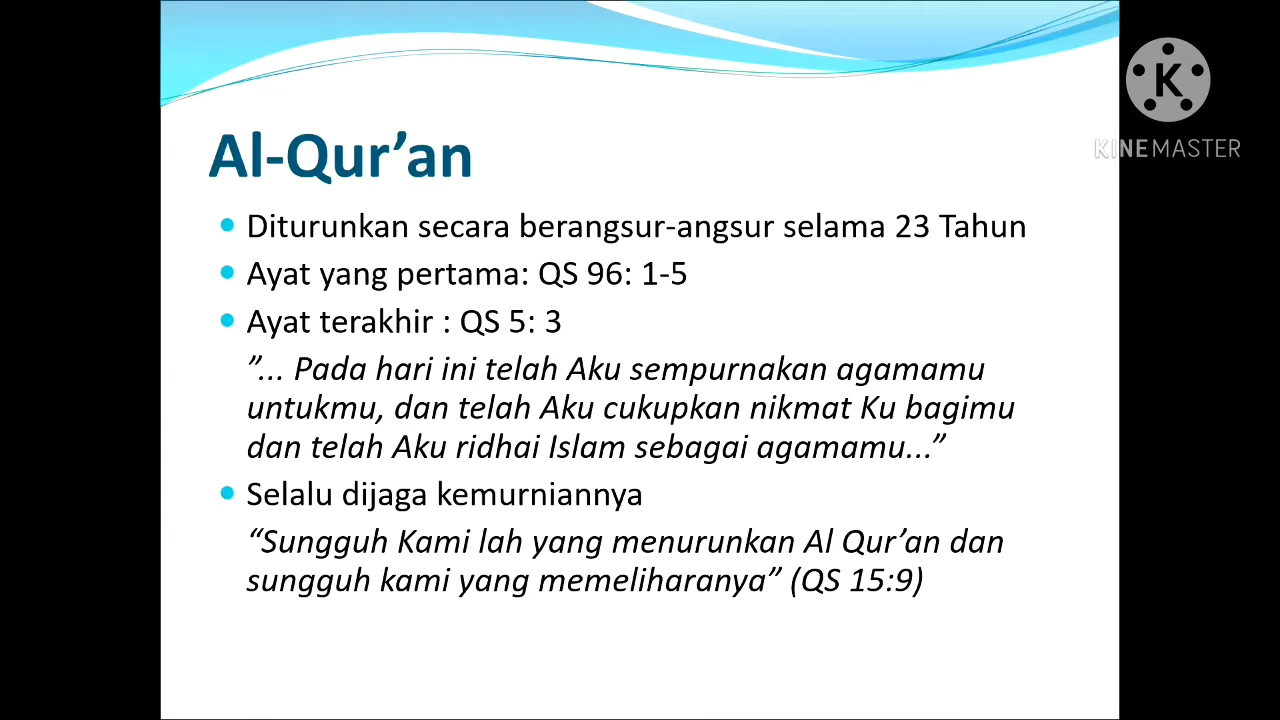 Al-Qur’an
• Diturunkan secara berangsur-angsur selama 23 Tahun
• Ayat yang pertama: QS 96: 1-5
• Ayat terakhir : QS 5: 3
”... Pada hari ini telah Aku sempurnakan agamamu
untukmu, dan telah Aku cukupkan nikmat Ku bagimu
dan telah Aku ridhai Islam sebagai agamamu...”
• Selalu dijaga kemurniannya
“Sungguh Kami lah yang menurunkan Al Qur’an dan
sungguh kami yang memeliharanya” (QS 15:9)
K
KINEMASTER